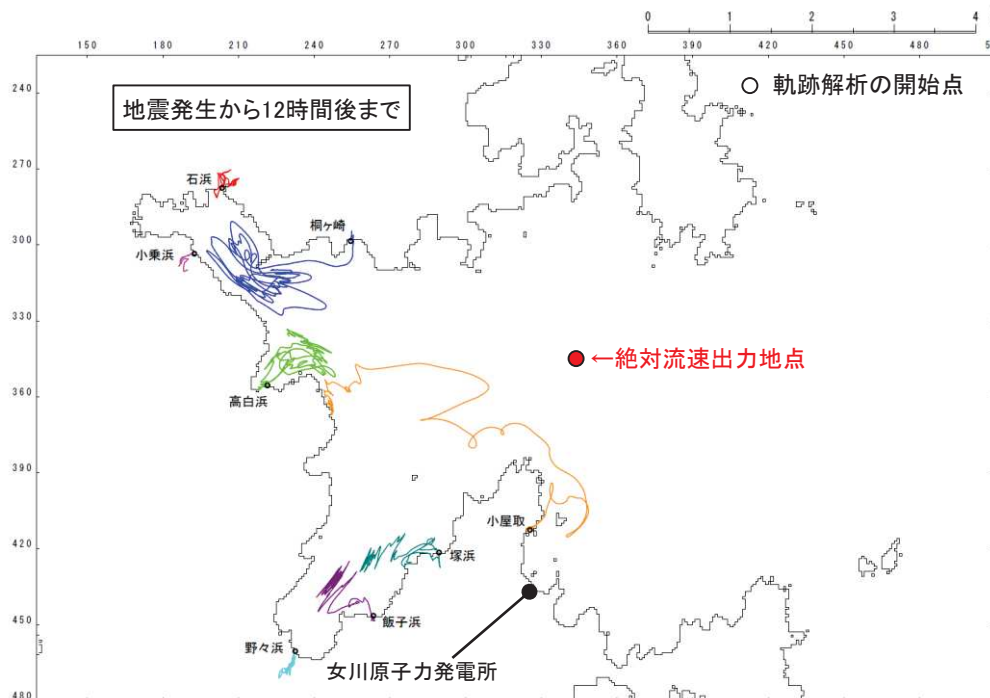 0 1 2 3 4
150 180 210 240 270 300 330 360 390 420 450 480
240
270
300
330
360
390
420
450
480
地震発生から12時間後まで
○ 軌跡解析の開始点
石浜
桐ヶ崎
小乗浜
←絶対流速出力地点
高白浜
小屋取
塚浜
飯子浜
野々浜
女川原子力発電所